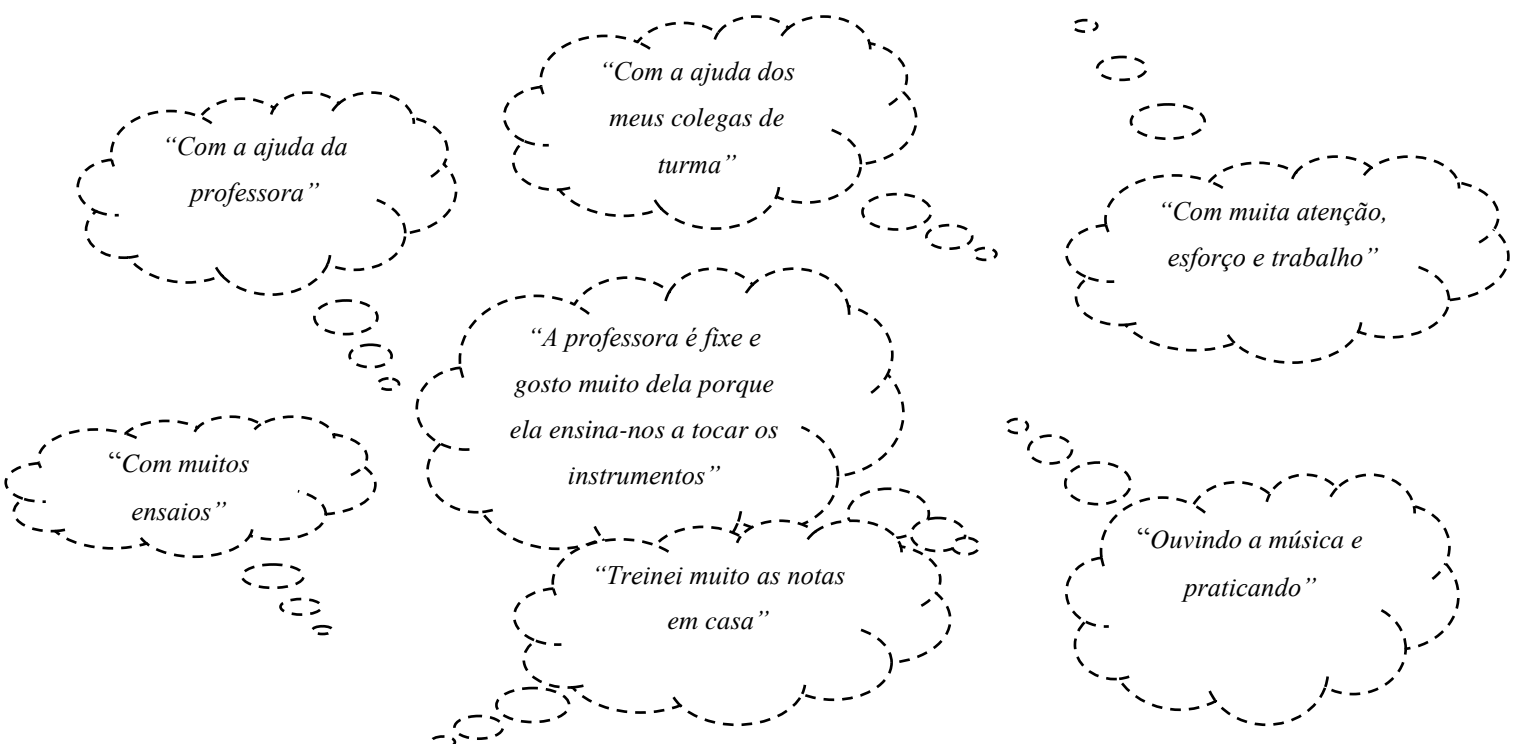 “Com a ajuda da
professora”
“Com a ajuda dos
meus colegas de
turma”
“Com muita atenção,
esforço e trabalho”
“A professora é fixe e
gosto muito dela porque
ela ensina-nos a tocar os
instrumentos”
“Com muitos
ensaios”
“Treinei muito as notas
em casa”
“Ouvindo a música e
praticando”